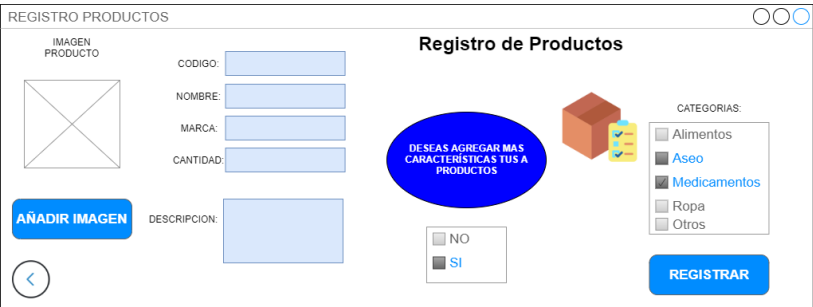 REGISTRO PRODUCTOS
Registro de Productos
IMAGEN
PRODUCTO
AÑADIR IMAGEN
CODIGO:
NOMBRE:
MARCA:
CANTIDAD:
DESCRIPCION:
DESEAS AGREGAR MAS
CARACTERÍSTICAS TUS A
PRODUCTOS
NO
SI
CATEGORIAS:
Alimentos
Aseo
Medicamentos
Ropa
Otros
REGISTRAR